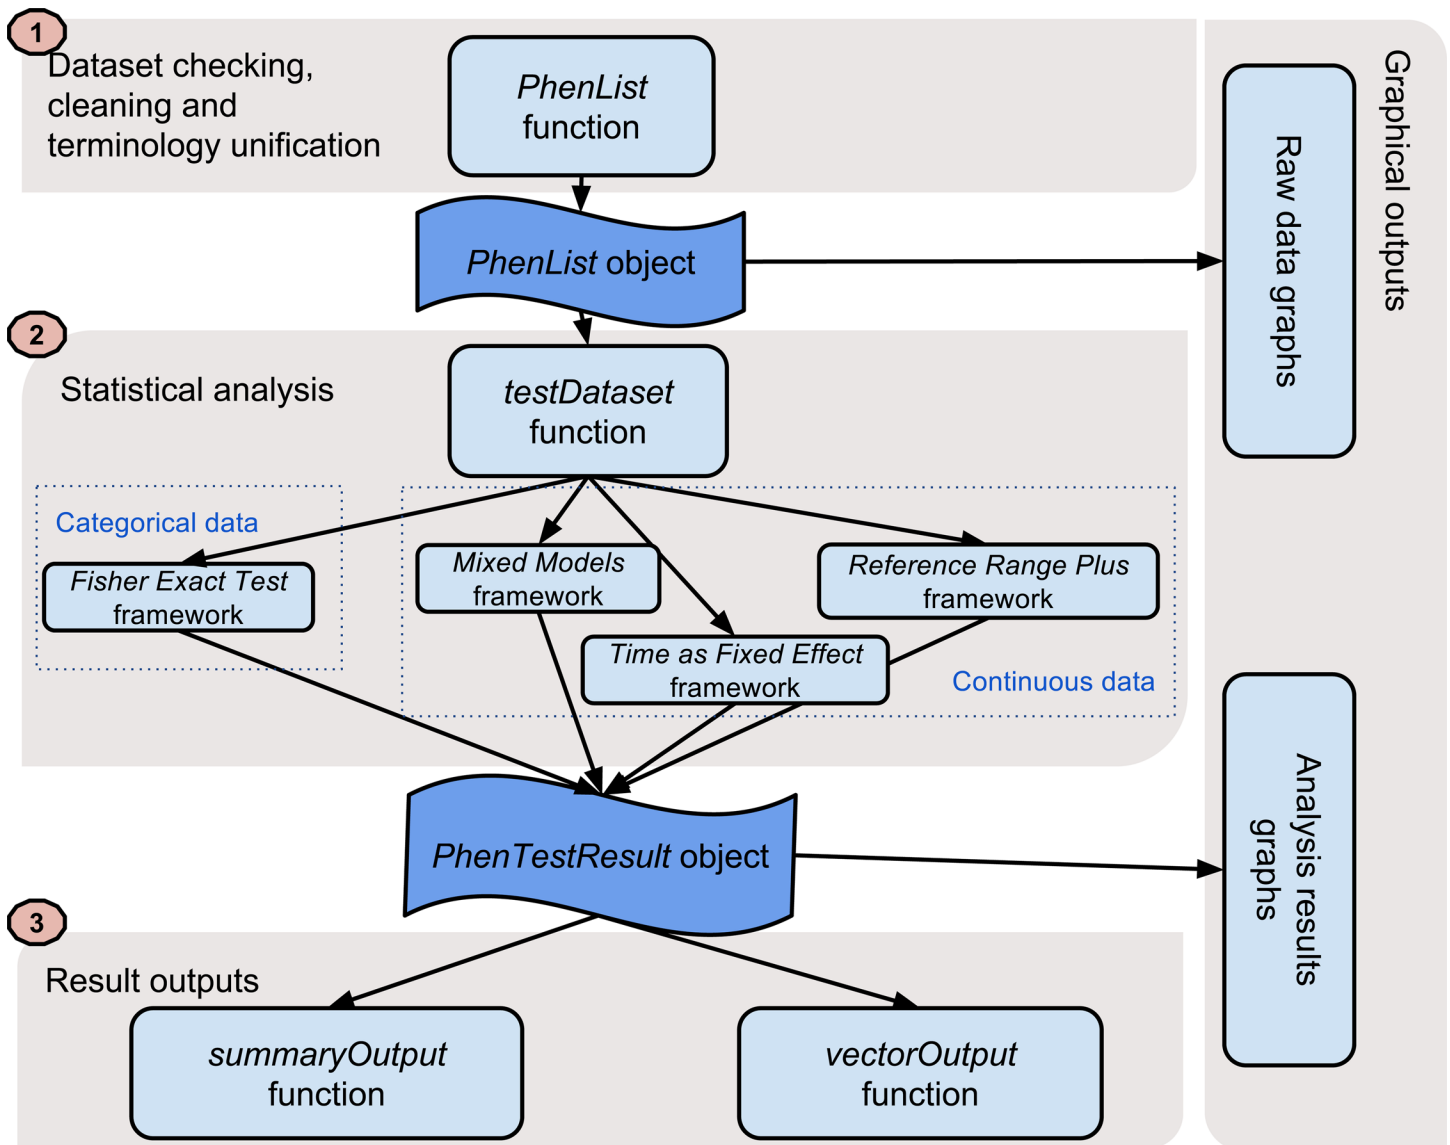 1
Dataset checking,
cleaning and
terminology unification
PhenList
function
PhenList object
Raw data graphs
Graphical outputs
2
Statistical analysis
testDataset
function
Categorical data
Fisher Exact Test
framework
Mixed Models
framework
Reference Range Plus
framework
Time as Fixed Effect
framework
Continuous data
PhenTestResult object
Analysis results
graphs
3
Result outputs
summaryOutput
function
vectorOutput
function